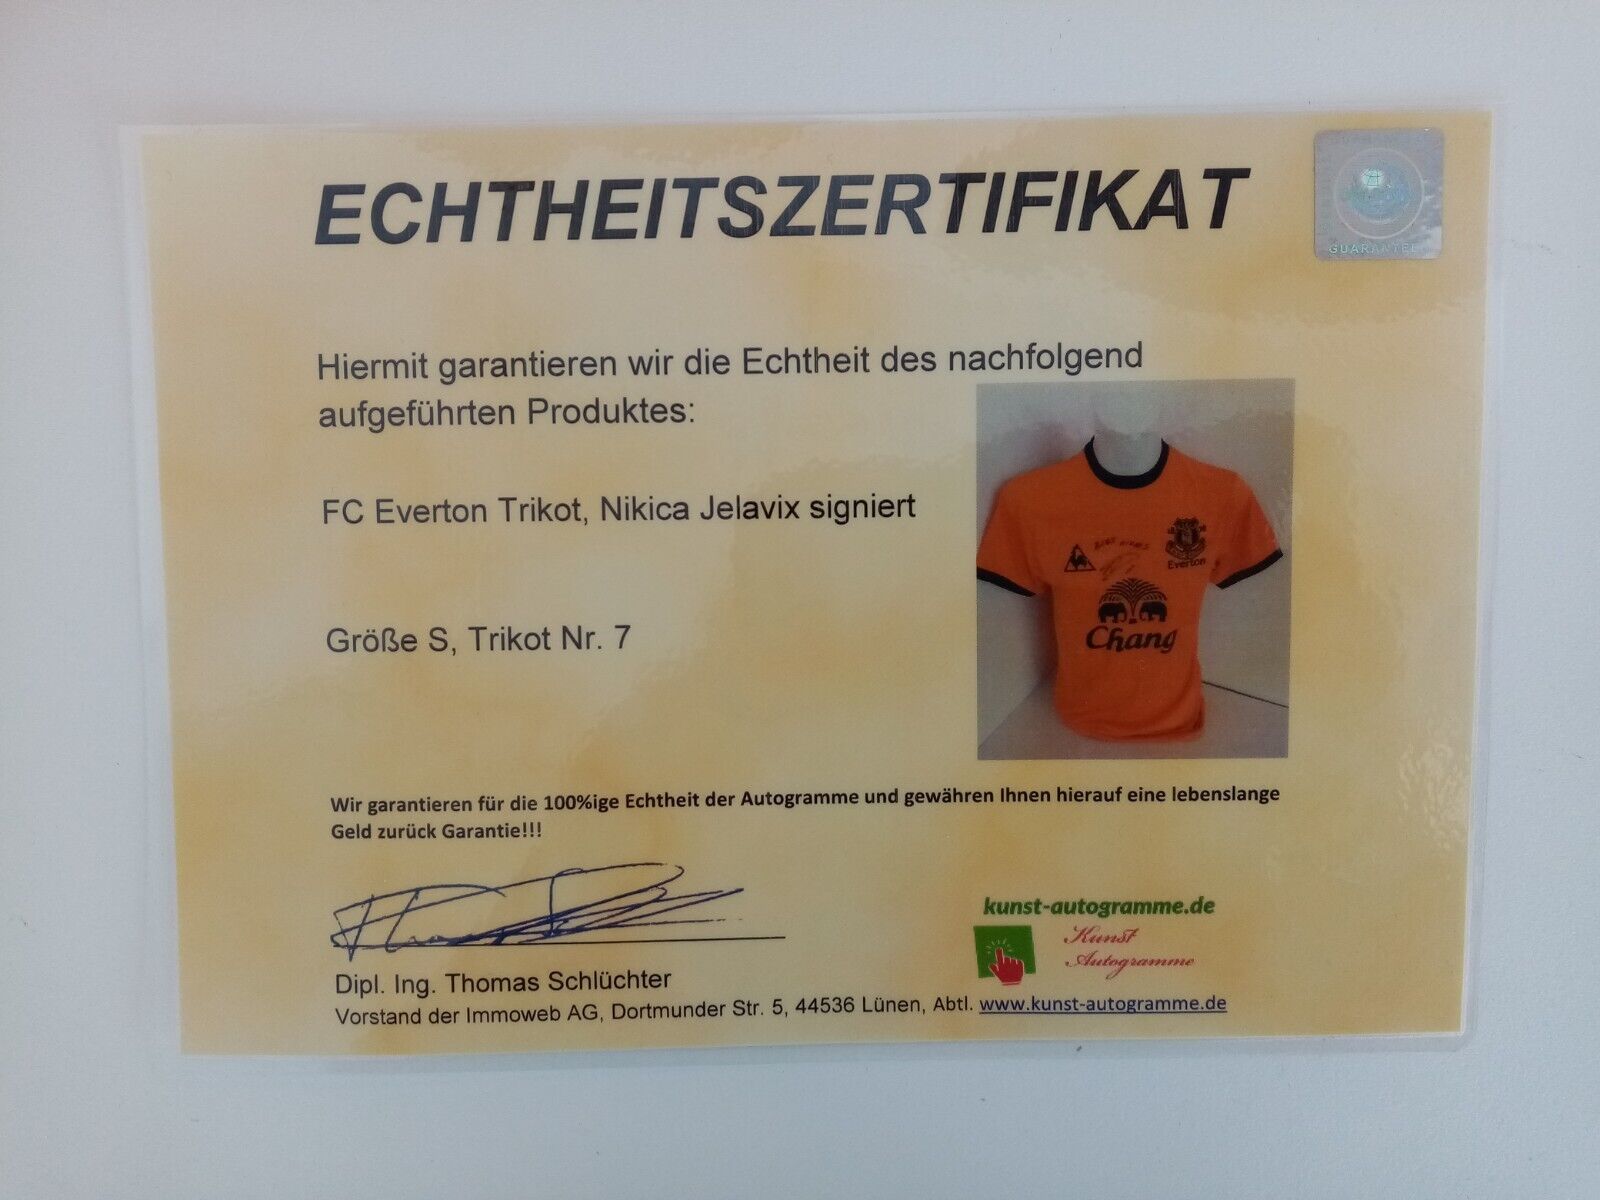 ECHTHEITSZERTIFIKAT
GUARANTEE
Hiermit garantieren wir die Echtheit des nachfolgend
aufgeführten Produktes:
FC Everton Trikot, Nikica Jelavix signiert
Größe S, Trikot Nr. 7
Everton
Chang
Wir garantieren für die 100%ige Echtheit der Autogramme und gewähren Ihnen hierauf eine lebenslange
Geld zurück Garantie!!!
kunst-autogramme.de
Kunst
Autogramme
Dipl. Ing. Thomas Schlüchter
Vorstand der Immoweb AG, Dortmunder Str. 5, 44536 Lünen, Abtl. www.kunst-autogramme.de